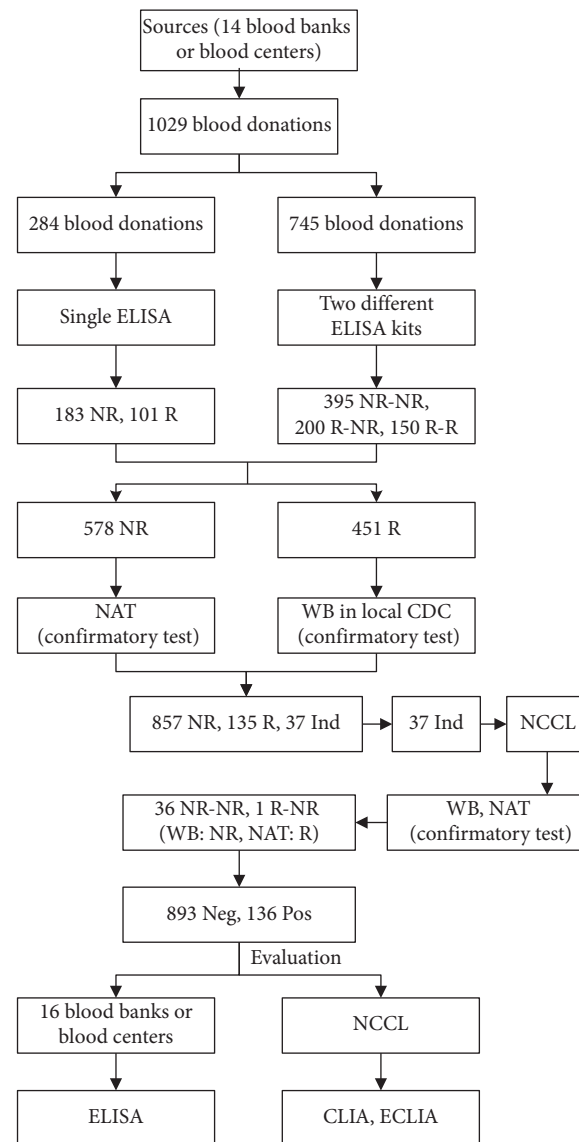 Sources (14 blood banks
or blood centers)
1029 blood donations
284 blood donations
745 blood donations
Single ELISA
Two different
ELISA kits
183 NR, 101 R
395 NR-NR,
200 R-NR, 150 R-R
578 NR
451 R
NAT
(confirmatory test)
WB in local CDC
(confirmatory test)
857 NR, 135 R, 37 Ind
37 Ind
NCCL
WB, NAT
(confirmatory test)
36 NR-NR, 1 R-NR
(WB: NR, NAT: R)
893 Neg, 136 Pos
Evaluation
16 blood banks or
blood centers
NCCL
ELISA
CLIA, ECLIA